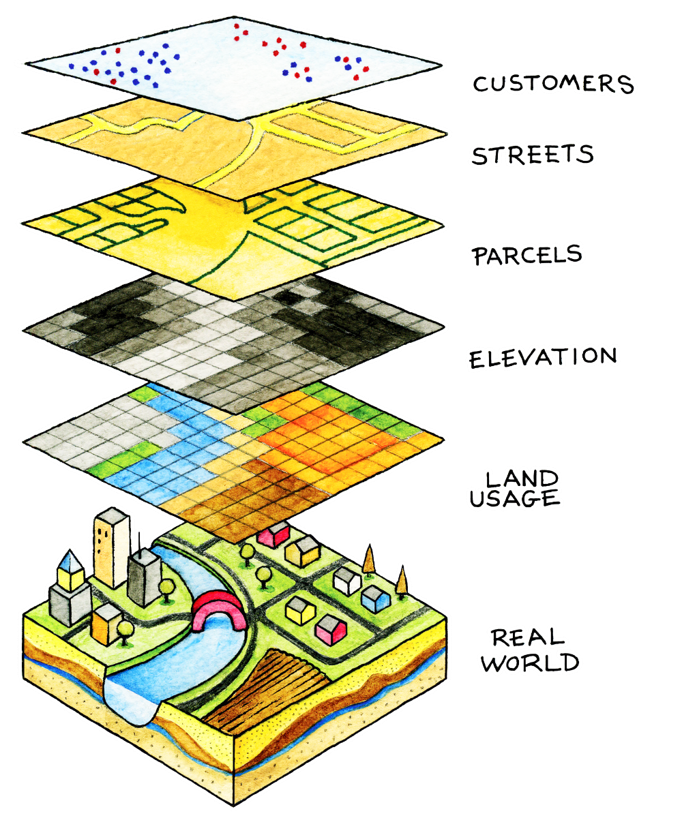 CUSTOMERS
STREETS
PARCELS
ELEVATION
LAND
USAGE
REAL
WORLD